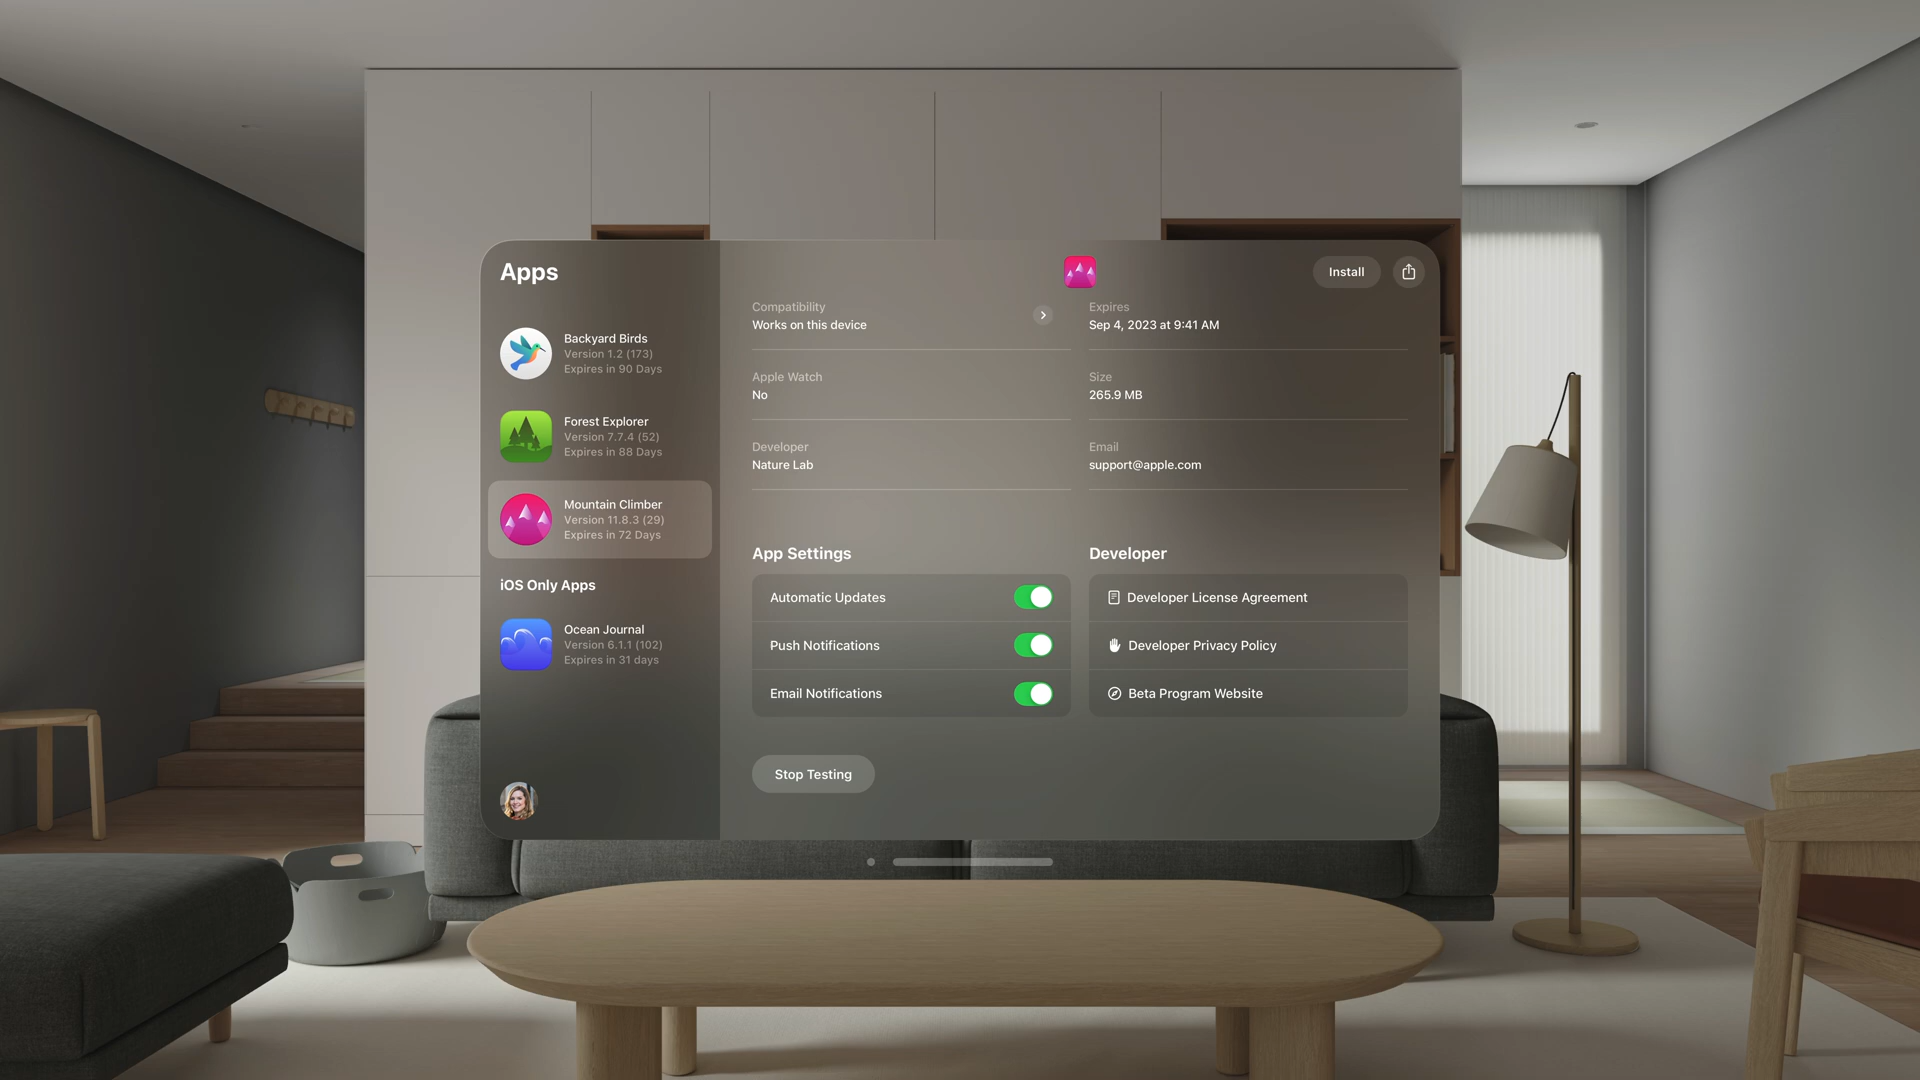 Apps
Backyard Birds
Version 1.2 (173)
Expires in 90 Days
Forest Explorer
Version 7.7.4 (52)
Expires in 88 Days
Mountain Climber
Version 11.8.3 (29)
Expires in 72 Days
iOS Only Apps
Ocean Journal
Version 6.1.1 (102)
Expires in 31 days
Install
Compatibility
Works on this device
Expires
Sep 4, 2023 at 9:41 AM
Apple Watch
No
Size
265.9 MB
Developer
Nature Lab
Email
support@apple.com
App Settings
Automatic Updates
Push Notifications
Email Notifications
Developer
Developer License Agreement
Developer Privacy Policy
Beta Program Website
Stop Testing